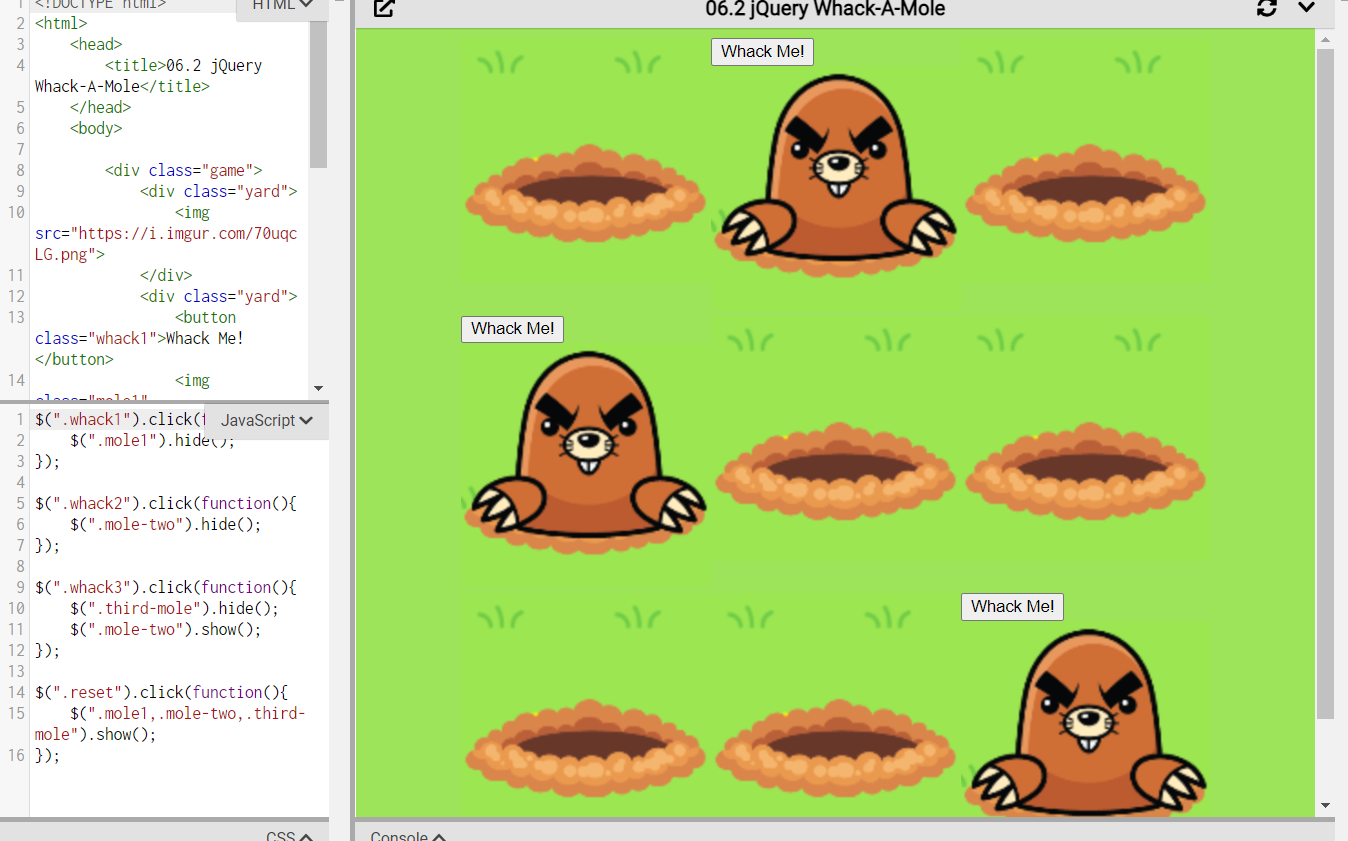 1 <!DOCTYPE html>
HTML
2 <html>
3 <head>
4 <title>06.2 jQuery
Whack-A-Mole</title>
5 </head>
6 <body>
7
8 <div class="game">
9 <div class="yard">
10 <img
src="https://i.imgur.com/70uqc
LG.png">
11 </div>
12 <div class="yard">
13 <button
class="whack1">Whack Me!
</button>
14 <img
class="mole1"
JavaScript
1 $(".whack1").click(f
2 $(".mole1").hide();
3 });
4
5 $(".whack2").click(function(){
6 $(".mole-two").hide();
7 });
8
9 $(".whack3").click(function(){
10 $(".third-mole").hide();
11 $(".mole-two").show();
12 });
13
14 $(".reset").click(function(){
15 $(".mole1,.mole-two,.third-
mole").show();
16 });
CSS
06.2 jQuery Whack-A-Mole
Whack Me!
Whack Me!
Whack Me!
Console